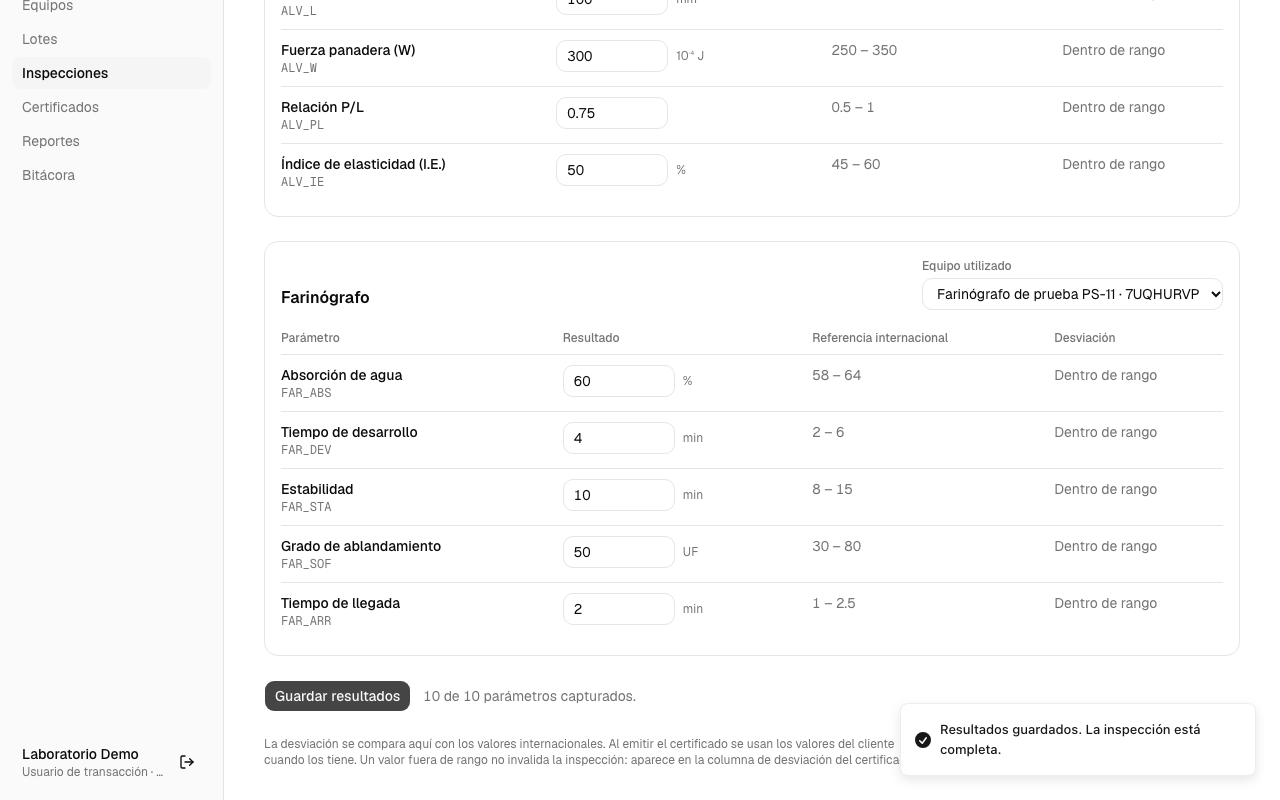 Equipos
Lotes
Inspecciones
Certificados
Reportes
Bitácora
Laboratorio Demo
Usuario de transacción · ...
ALV_L
Fuerza panadera (W) 300 10⁻⁴ J 250 – 350 Dentro de rango
ALV_W
Relación P/L 0.75 0.5 – 1 Dentro de rango
ALV_PL
Índice de elasticidad (I.E.) 50 % 45 – 60 Dentro de rango
ALV_IE
Equipo utilizado
Farinógrafo Farinógrafo de prueba PS-11 · 7UQHURVP
Parámetro Resultado Referencia internacional Desviación
Absorción de agua 60 % 58 – 64 Dentro de rango
FAR_ABS
Tiempo de desarrollo 4 min 2 – 6 Dentro de rango
FAR_DEV
Estabilidad 10 min 8 – 15 Dentro de rango
FAR_STA
Grado de ablandamiento 50 UF 30 – 80 Dentro de rango
FAR_SOF
Tiempo de llegada 2 min 1 – 2.5 Dentro de rango
FAR_ARR
Guardar resultados 10 de 10 parámetros capturados.
La desviación se compara aquí con los valores internacionales. Al emitir el certificado se usan los valores del cliente
cuando los tiene. Un valor fuera de rango no invalida la inspección: aparece en la columna de desviación del certifica
Resultados guardados. La inspección está
completa.